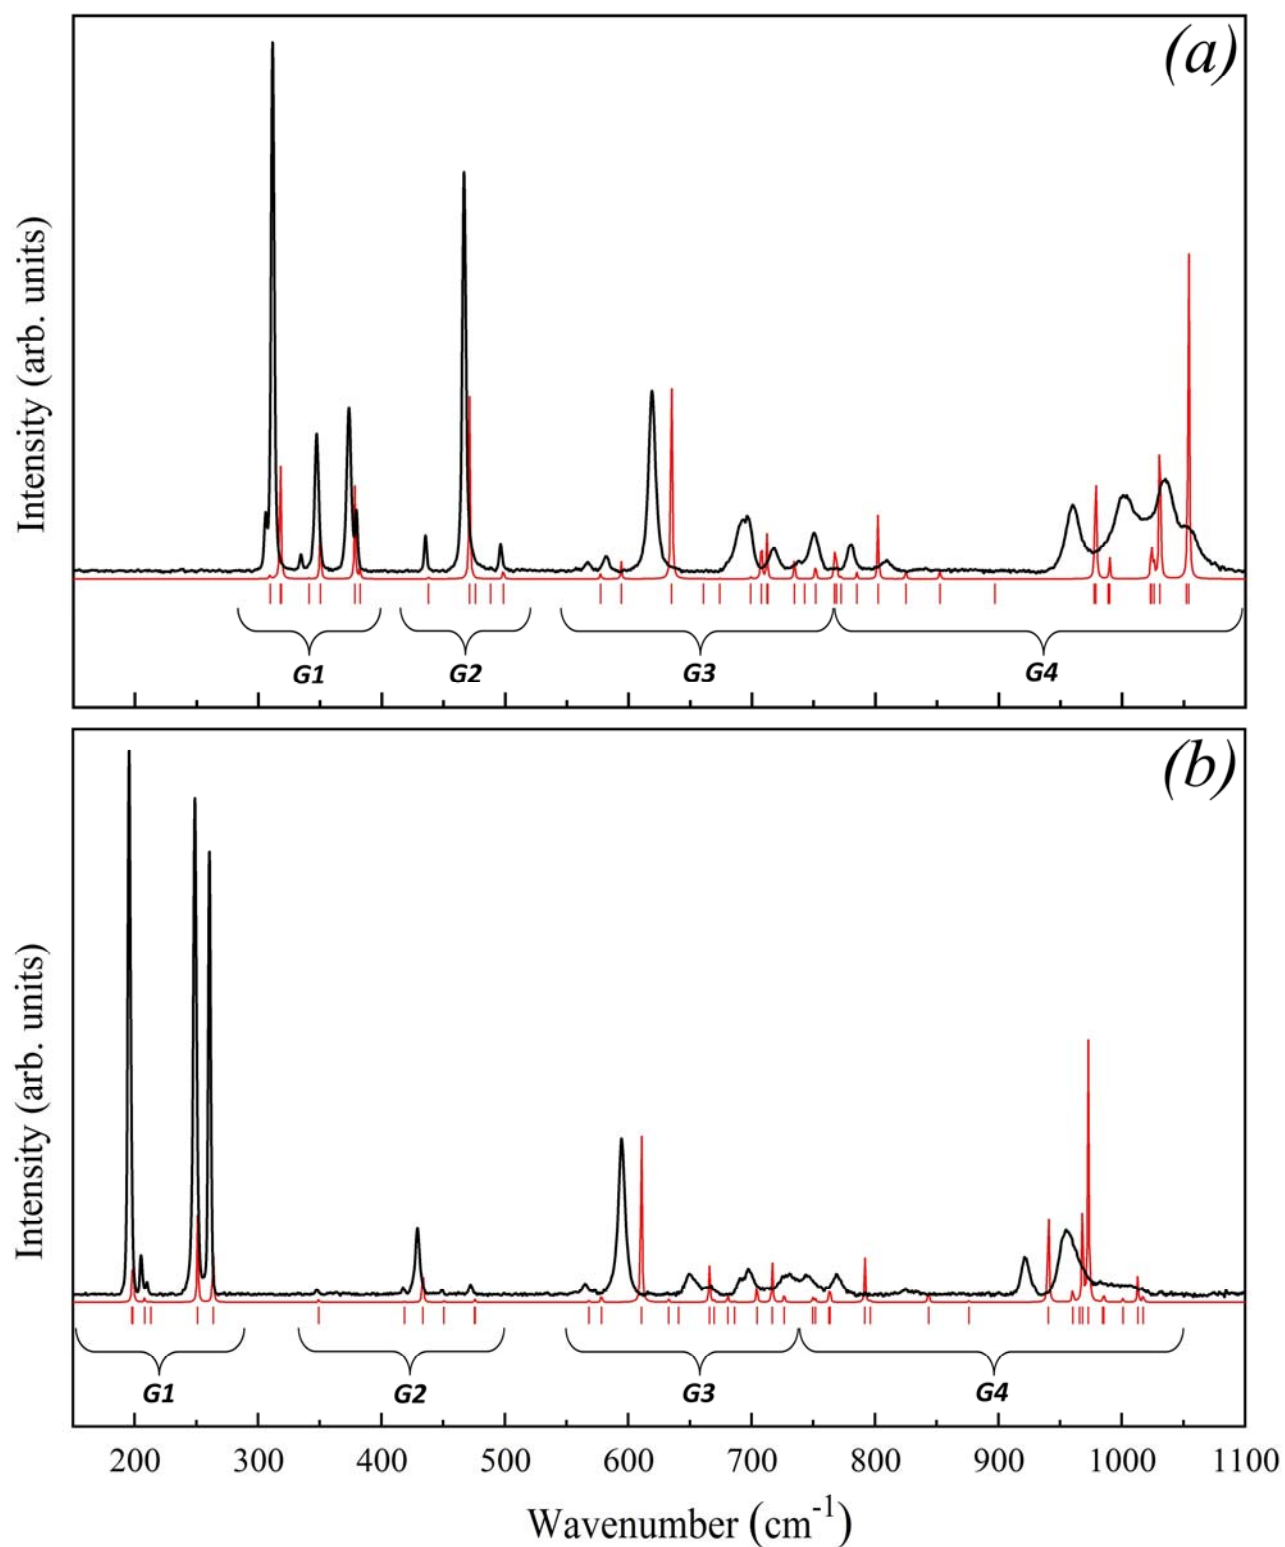 (a)
Intensity (arb. units)
G1 G2 G3 G4
(b)
Intensity (arb. units)
G1 G2 G3 G4
200 300 400 500 600 700 800 900 1000 1100
Wavenumber (cm⁻¹)